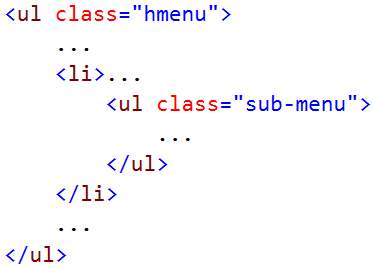 <ul class="hmenu">
    ...
    <li>...
        <ul class="sub-menu">
            ...
        </ul>
    </li>
    ...
</ul>